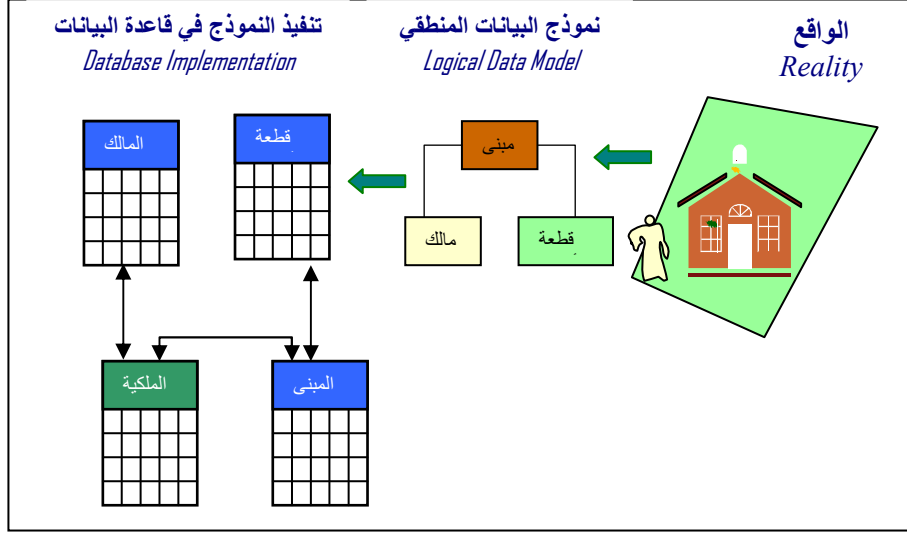 الواقع
Reality
نموذج البيانات المنطقي
Logical Data Model
تنفيذ النموذج في قاعدة البيانات
Database Implementation
مبنى
قطعة
مالك
قطعة
المالك
المبنى
الملكية